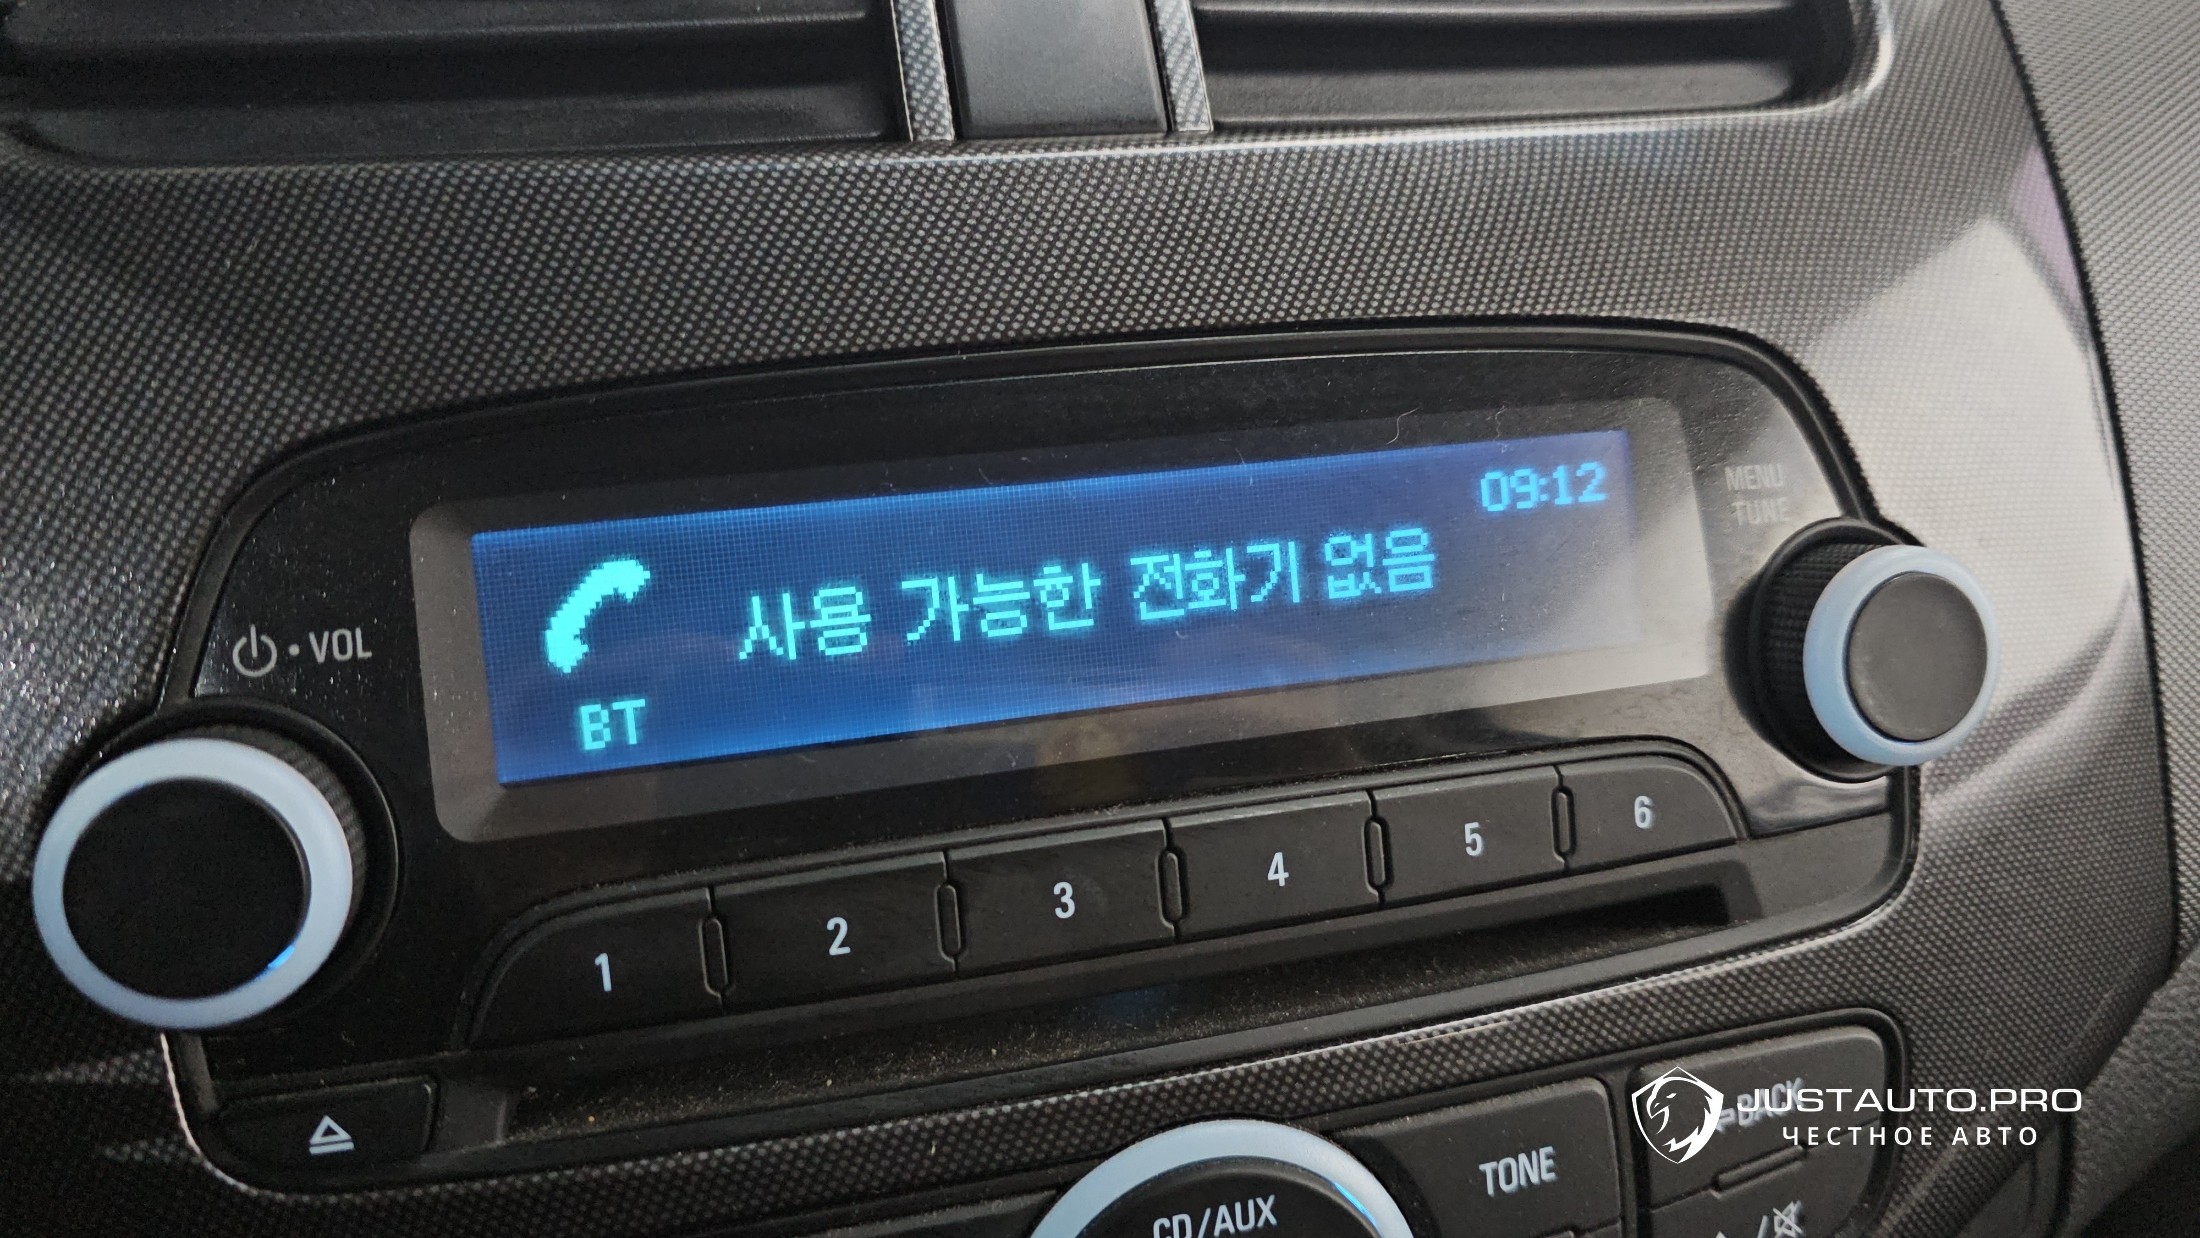 09:12
사용 가능한 전화기 없음
BT
VOL
MENU
TUNE
1
2
3
4
5
6
TONE
BACK
CD/AUX
JUSTAUTO.PRO
ЧЕСТНОЕ АВТО